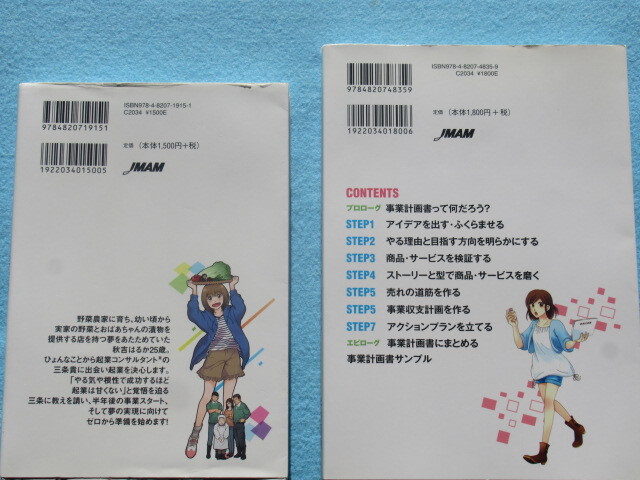 ISBN978-4-8207-1915-1
C2034 ¥1500E
9784820719151
定価(本体1,500円+税)
JMAM
1922034015005
野菜農家に育ち、幼い頃から
実家の野菜とおばあちゃんの漬物を
提供する店を持つ夢をあたためていた
秋吉はるか25歳。
ひょんなことから起業コンサルタント®の
三条貴に出会い起業を決心します。
「やる気や根性で成功するほど
起業は甘くない」と覚悟を迫る
三条に教えを請い、半年後の事業スタート、
そして夢の実現に向けて
ゼロから準備を始めます!
ISBN978-4-8207-4835-9
C2034 ¥1800E
9784820748359
定価(本体1,800円+税)
JMAM
1922034018006
CONTENTS
プロローグ 事業計画書って何だろう?
STEP1 アイデアを出す・ふくらませる
STEP2 やる理由と目指す方向を明らかにする
STEP3 商品・サービスを検証する
STEP4 ストーリーと型で商品・サービスを磨く
STEP5 売れの道筋を作る
STEP5 事業収支計画を作る
STEP7 アクションプランを立てる
エピローグ 事業計画書にまとめる
事業計画書サンプル